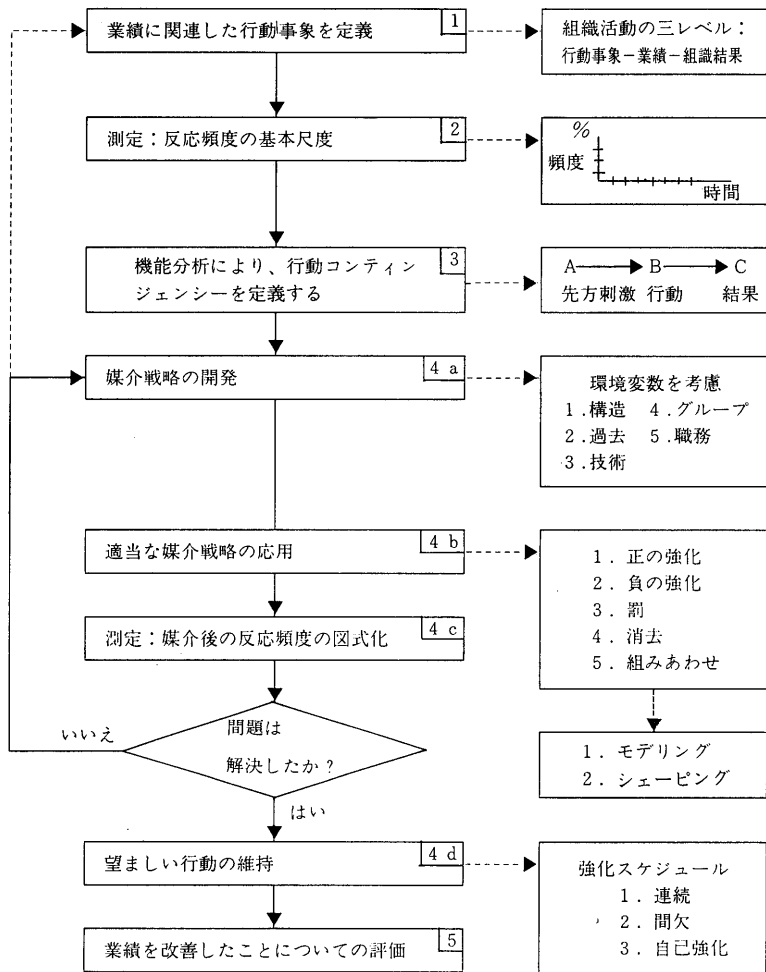 業績に関連した行動事象を定義
1
組織活動の三レベル：
行動事象－業績－組識結果
測定：反応頻度の基本尺度
2
%
頻度
時間
機能分析により、行動コンティン
ジェンシーを定義する
3
A B C
先方刺激 行動 結果
媒介戦略の開発
4 a
環境変数を考慮
1．構造 4．グループ
2．過去 5．職務
3．技術
適当な媒介戦略の応用
4 b
1．正の強化
2．負の強化
3．罰
4．消去
5．組みあわせ
測定：媒介後の反応頻度の図式化
4 c
問題は
解決したか？
いいえ
はい
1．モデリング
2．シェーピング
望ましい行動の維持
4 d
強化スケジュール
1．連続
2．間欠
3．自己強化
業績を改善したことについての評価
5